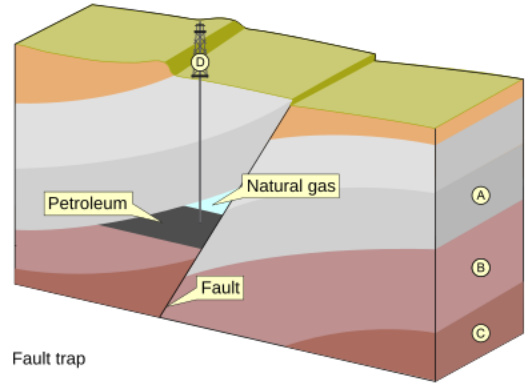 D
Natural gas
A
Petroleum
B
Fault
C
Fault trap